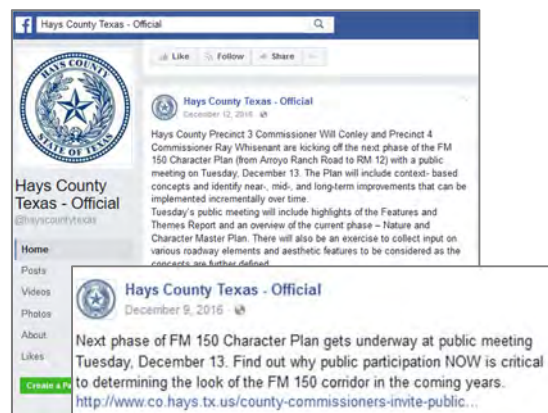 f Hays County Texas - Official
Like Follow Share
HAYS COUNTY
STATE OF TEXAS
Hays County
Texas - Official
@hayscountytexas
Home
Posts
Videos
Photos
About
Likes
Create a Pa
Hays County Texas - Official
December 12, 2016
Hays County Precinct 3 Commissioner Will Conley and Precinct 4
Commissioner Ray Whisenant are kicking off the next phase of the FM
150 Character Plan (from Arroyo Ranch Road to RM 12) with a public
meeting on Tuesday, December 13. The Plan will include context- based
concepts and identify near-, mid-, and long-term improvements that can be
implemented incrementally over time.
Tuesday's public meeting will include highlights of the Features and
Themes Report and an overview of the current phase – Nature and
Character Master Plan. There will also be an exercise to collect input on
various roadway elements and aesthetic features to be considered as the
concepts are further defined.
Hays County Texas - Official
December 9, 2016
Next phase of FM 150 Character Plan gets underway at public meeting
Tuesday, December 13. Find out why public participation NOW is critical
to determining the look of the FM 150 corridor in the coming years.
http://www.co.hays.tx.us/county-commissioners-invite-public...